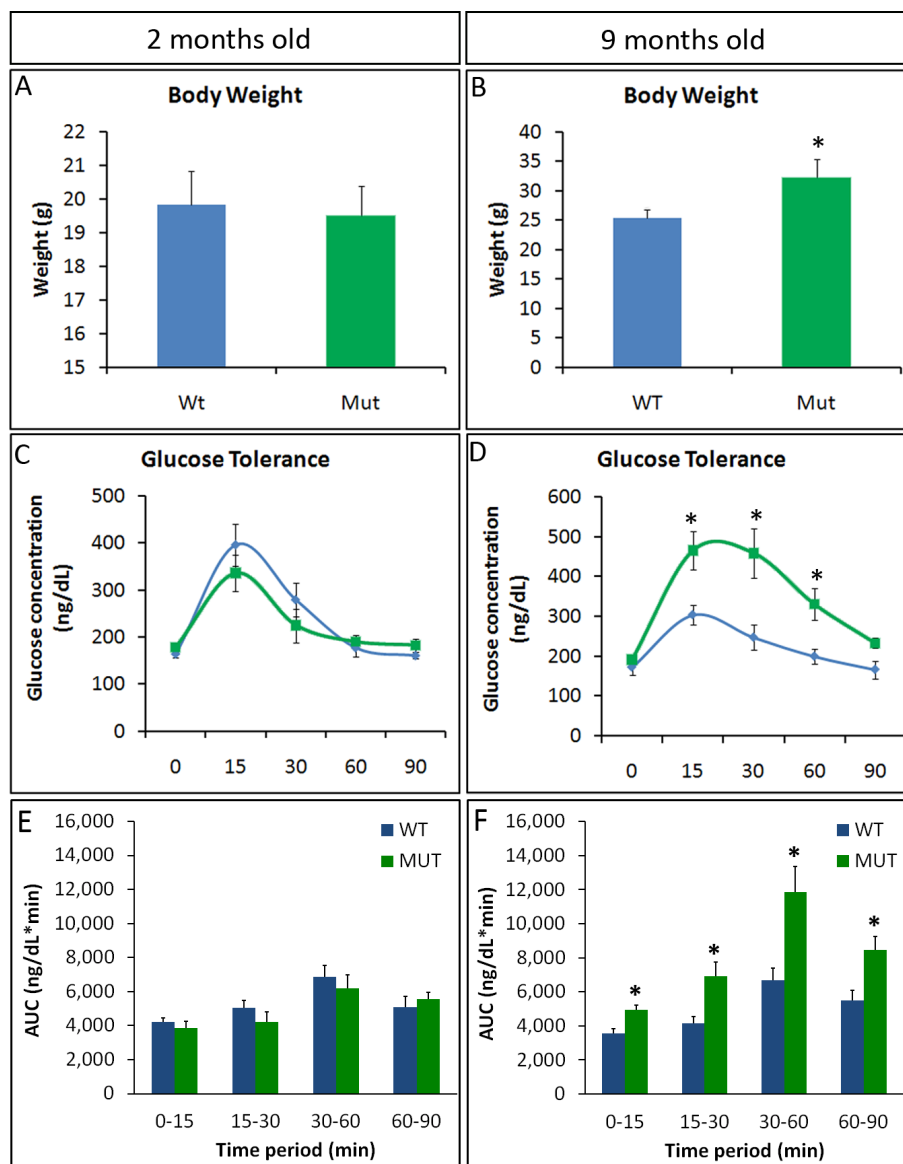 2 months old
9 months old
A
Body Weight
22
21
20
19
18
17
16
15
Weight (g)
Wt
Mut
B
Body Weight
*
40
35
30
25
20
15
10
5
0
Weight (g)
WT
Mut
C
Glucose Tolerance
500
400
300
200
100
0
Glucose concentration
(ng/dL)
0 15 30 60 90
D
Glucose Tolerance
600
500
400
300
200
100
0
Glucose concentration
(ng/dL)
* * *
0 15 30 60 90
E
16,000
14,000
12,000
10,000
8,000
6,000
4,000
2,000
0
AUC (ng/dL*min)
WT
MUT
0-15 15-30 30-60 60-90
Time period (min)
F
16,000
14,000
12,000
10,000
8,000
6,000
4,000
2,000
0
AUC (ng/dL*min)
WT
MUT
* * * *
0-15 15-30 30-60 60-90
Time period (min)